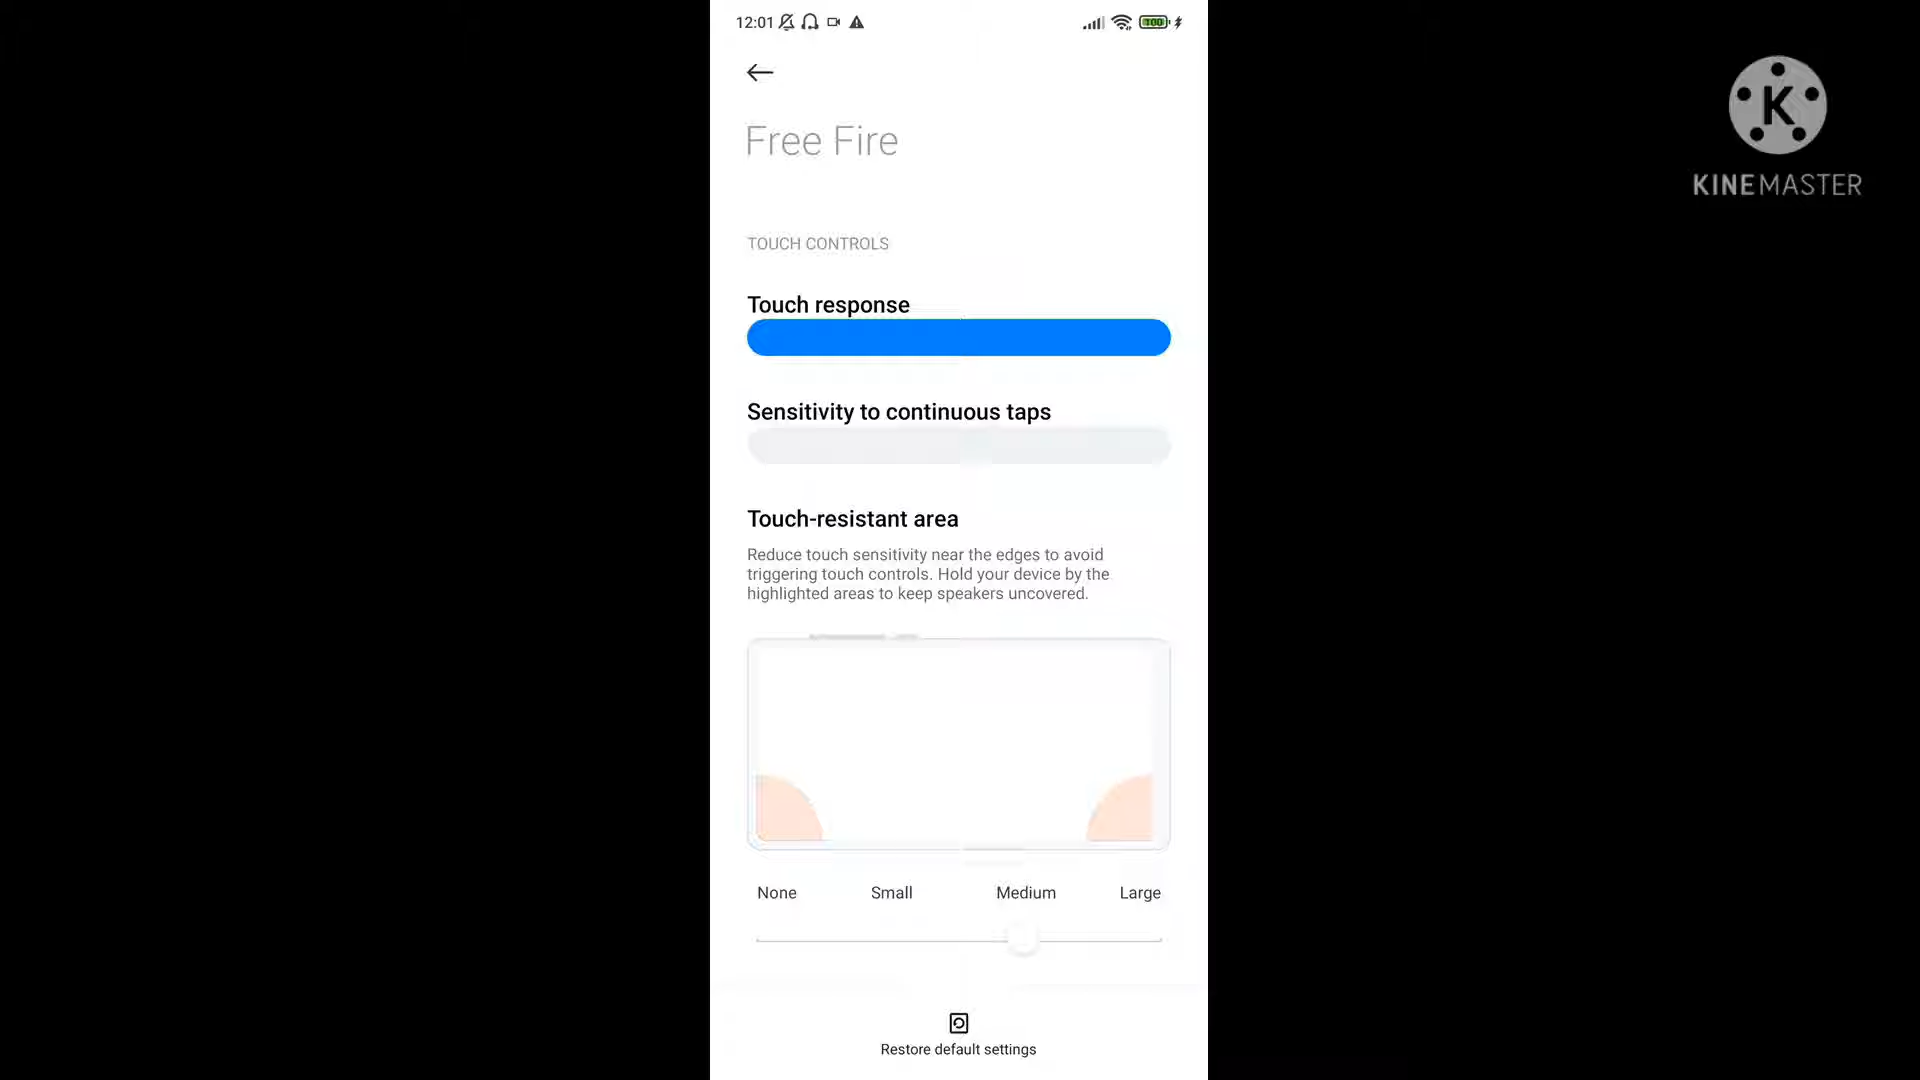 12:01
100
Free Fire
TOUCH CONTROLS
Touch response
Sensitivity to continuous taps
Touch-resistant area
Reduce touch sensitivity near the edges to avoid
triggering touch controls. Hold your device by the
highlighted areas to keep speakers uncovered.
None Small Medium Large
Restore default settings
K
KINEMASTER